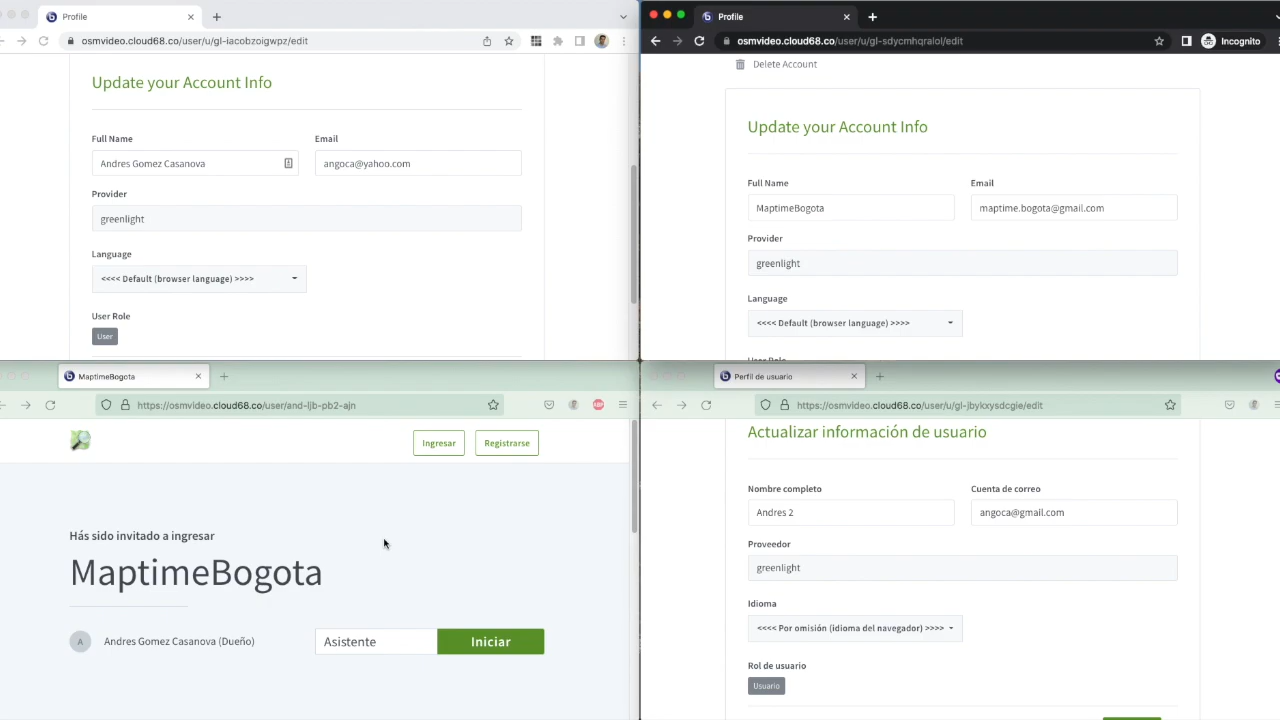 Profile
osmvideo.cloud68.co/user/u/gl-iacobzoigwpz/edit
Update your Account Info
Full Name
Email
Andres Gomez Casanova
angoca@yahoo.com
Provider
greenlight
Language
<<<< Default (browser language) >>>>
User Role
User
Profile
osmvideo.cloud68.co/user/u/gl-sdycmhqralol/edit
Incognito
Delete Account
Update your Account Info
Full Name
Email
MaptimeBogota
maptime.bogota@gmail.com
Provider
greenlight
Language
<<<< Default (browser language) >>>>
User Role
MaptimeBogota
https://osmvideo.cloud68.co/user/and-ljb-pb2-ajn
ABP
Ingresar
Registrarse
Hás sido invitado a ingresar
MaptimeBogota
A
Andres Gomez Casanova (Dueño)
Asistente
Iniciar
Perfil de usuario
https://osmvideo.cloud68.co/user/u/gl-jbykxysdcgie/edit
Actualizar información de usuario
Nombre completo
Cuenta de correo
Andres 2
angoca@gmail.com
Proveedor
greenlight
Idioma
<<<< Por omisión (idioma del navegador) >>>>
Rol de usuario
Usuario